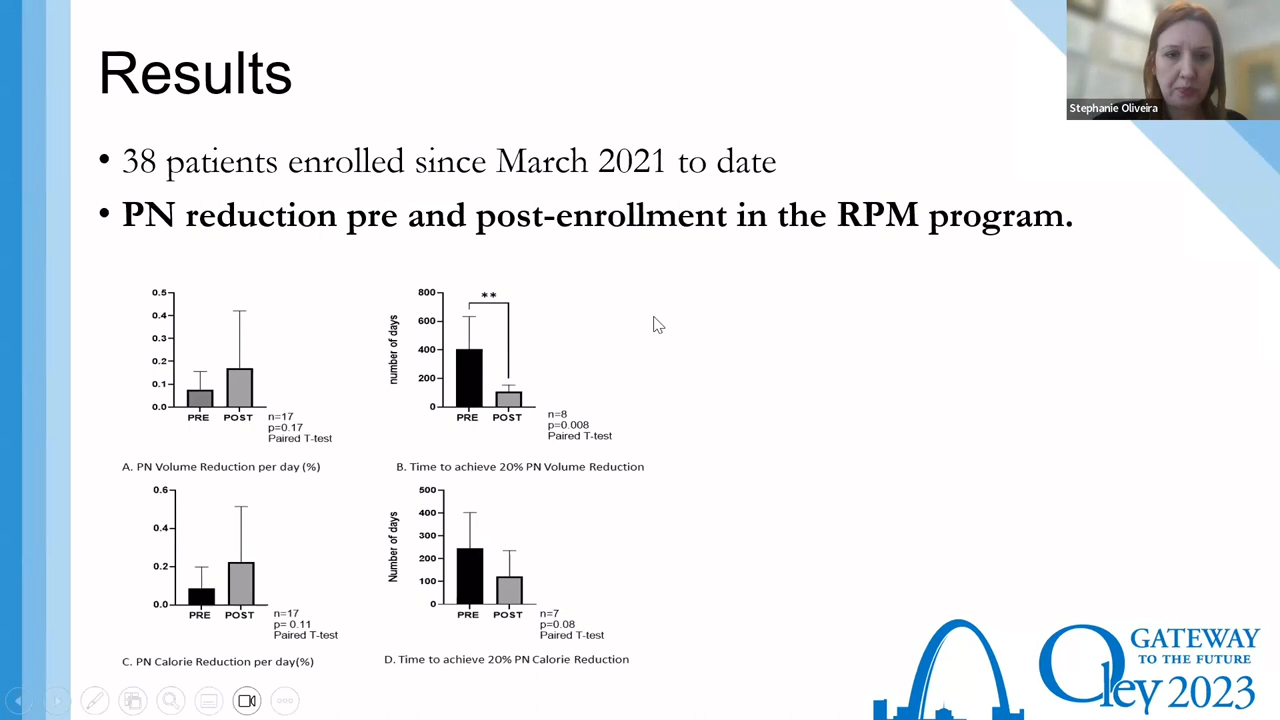 Results
Stephanie Oliveira
• 38 patients enrolled since March 2021 to date
• PN reduction pre and post-enrollment in the RPM program.
0.5
0.4
0.3
0.2
0.1
0.0
PRE POST
n=17
p=0.17
Paired T-test
A. PN Volume Reduction per day (%)
number of days
800
600
400
200
0
**
PRE POST
n=8
p=0.008
Paired T-test
B. Time to achieve 20% PN Volume Reduction
0.6
0.4
0.2
0.0
PRE POST
n=17
p= 0.11
Paired T-test
C. PN Calorie Reduction per day(%)
Number of days
500
400
300
200
100
0
PRE POST
n=7
p=0.08
Paired T-test
D. Time to achieve 20% PN Calorie Reduction
GATEWAY
TO THE FUTURE
Oley 2023